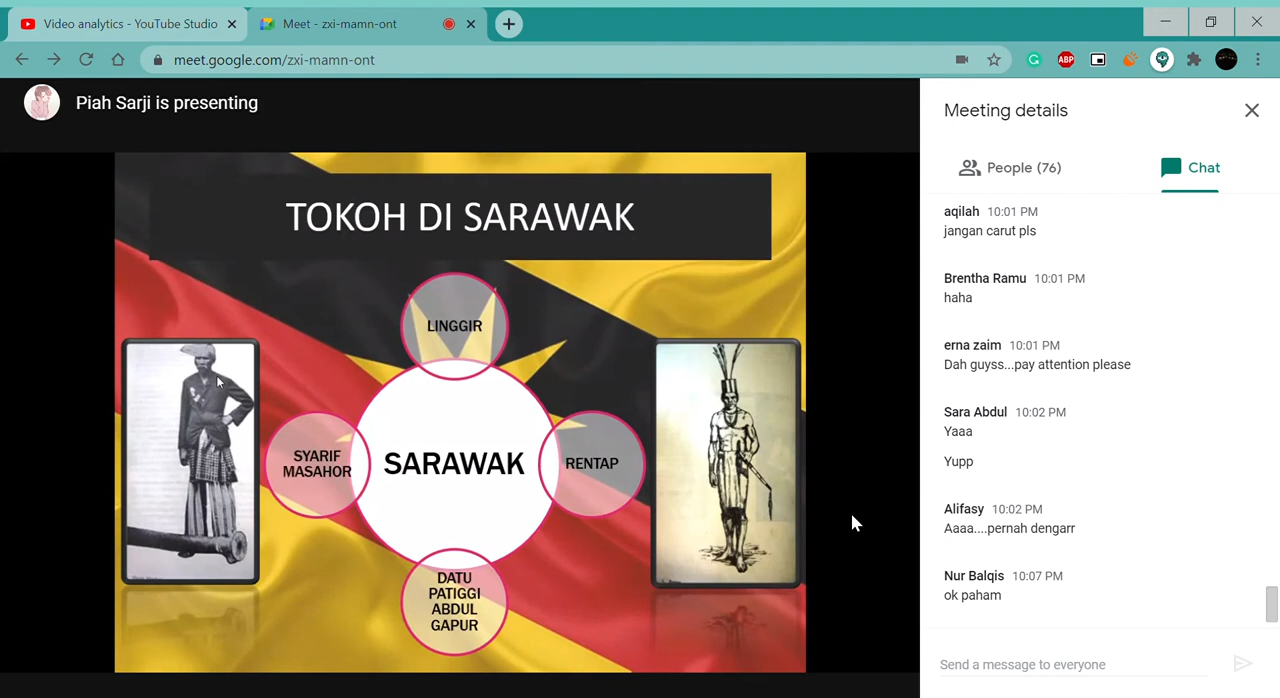 Video analytics - YouTube Studio
Meet - zxi-mamn-ont
meet.google.com/zxi-mamn-ont
ABP
Piah Sarji is presenting
TOKOH DI SARAWAK
LINGGIR
SYARIF
MASAHOR
SARAWAK
RENTAP
DATU
PATIGGI
ABDUL
GAPUR
Meeting details
People (76)
Chat
aqilah 10:01 PM
jangan carut pls
Brentha Ramu 10:01 PM
haha
erna zaim 10:01 PM
Dah guyss...pay attention please
Sara Abdul 10:02 PM
Yaaa
Yupp
Alifasy 10:02 PM
Aaaa....pernah dengarr
Nur Balqis 10:07 PM
ok paham
Send a message to everyone